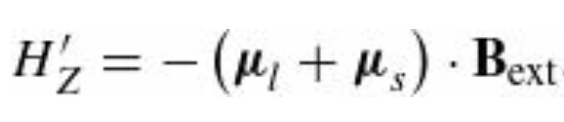 H′_Z = −(μ_l + μ_s) · B_ext.